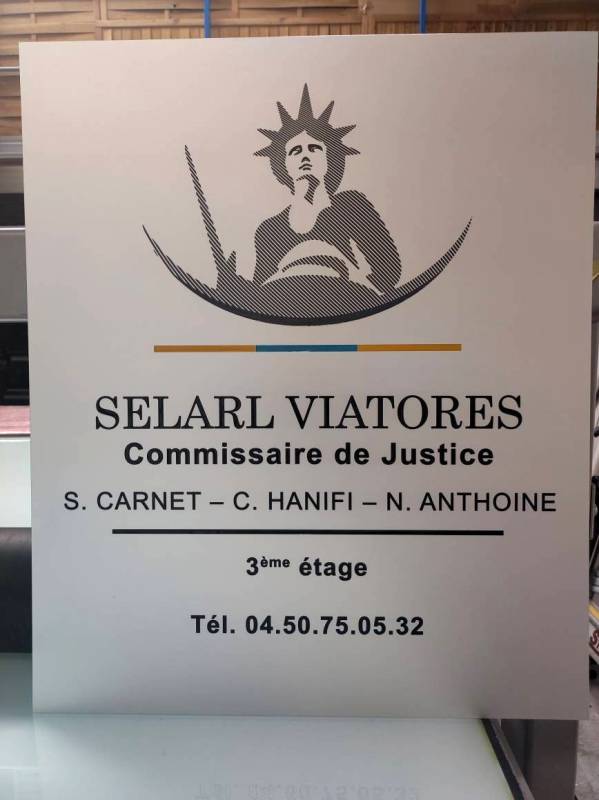 SELARL VIATORES
Commissaire de Justice
S. CARNET – C. HANIFI – N. ANTHOINE
3ème étage
Tél. 04.50.75.05.32